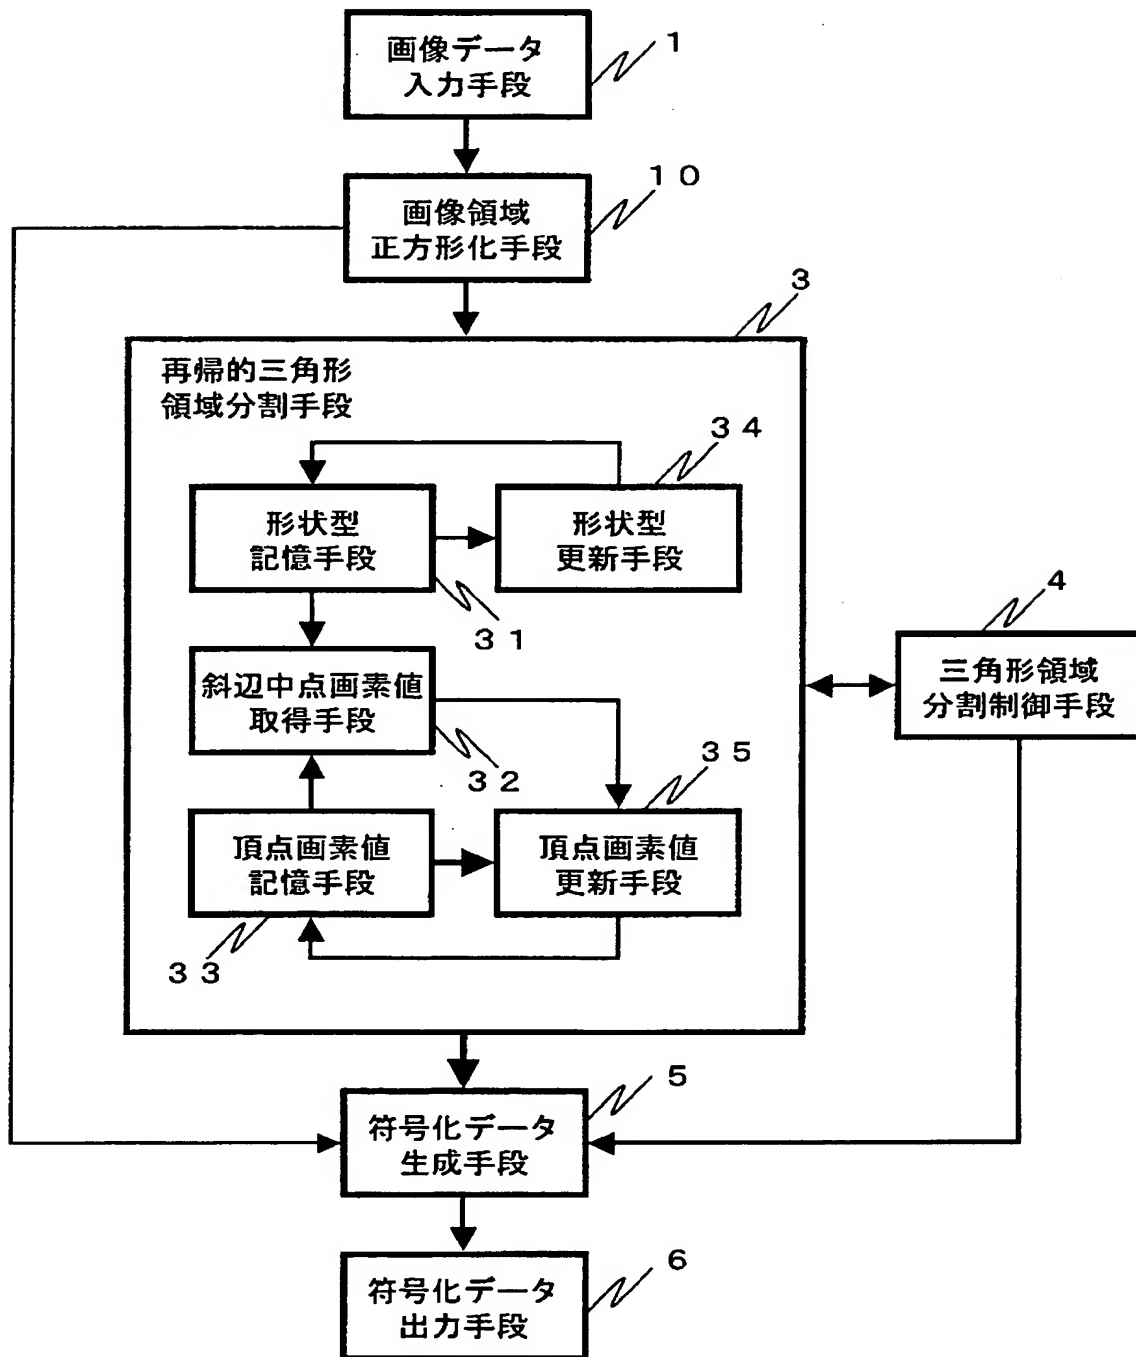 画像データ
入力手段
1
画像領域
正方形化手段
10
3
再帰的三角形
領域分割手段
34
形状型
記憶手段
形状型
更新手段
31
4
三角形領域
分割制御手段
斜辺中点画素値
取得手段
32
35
頂点画素値
記憶手段
頂点画素値
更新手段
33
5
符号化データ
生成手段
6
符号化データ
出力手段